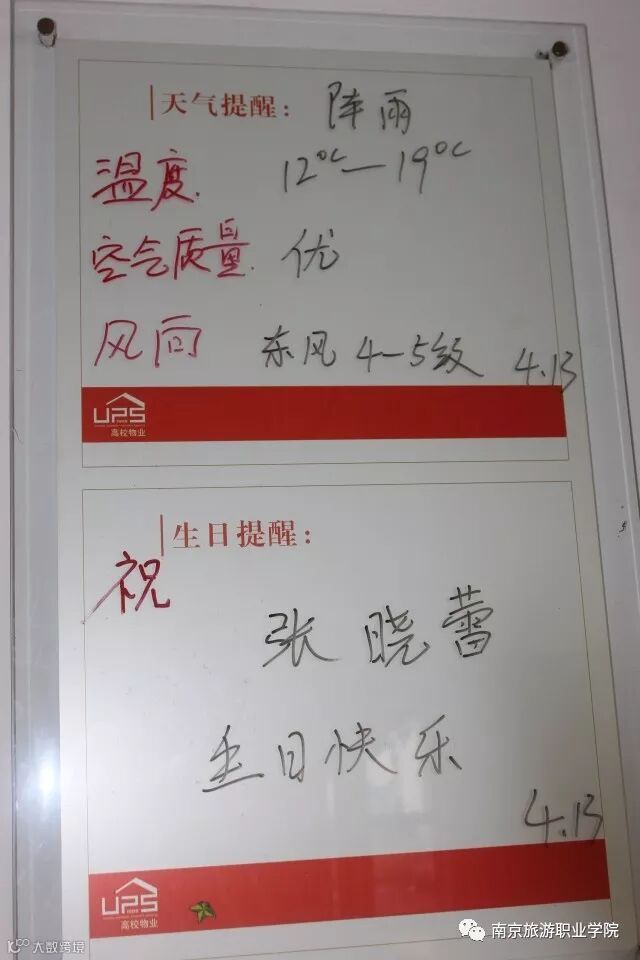 天气提醒: 阵雨
温度. 12℃—19℃
空气质量. 优
风向 东风 4-5级 4.13
UPS
高校物业
生日提醒:
祝
张晓蕾
生日快乐
4.13
UPS
高校物业
南京旅游职业学院
大数跨境